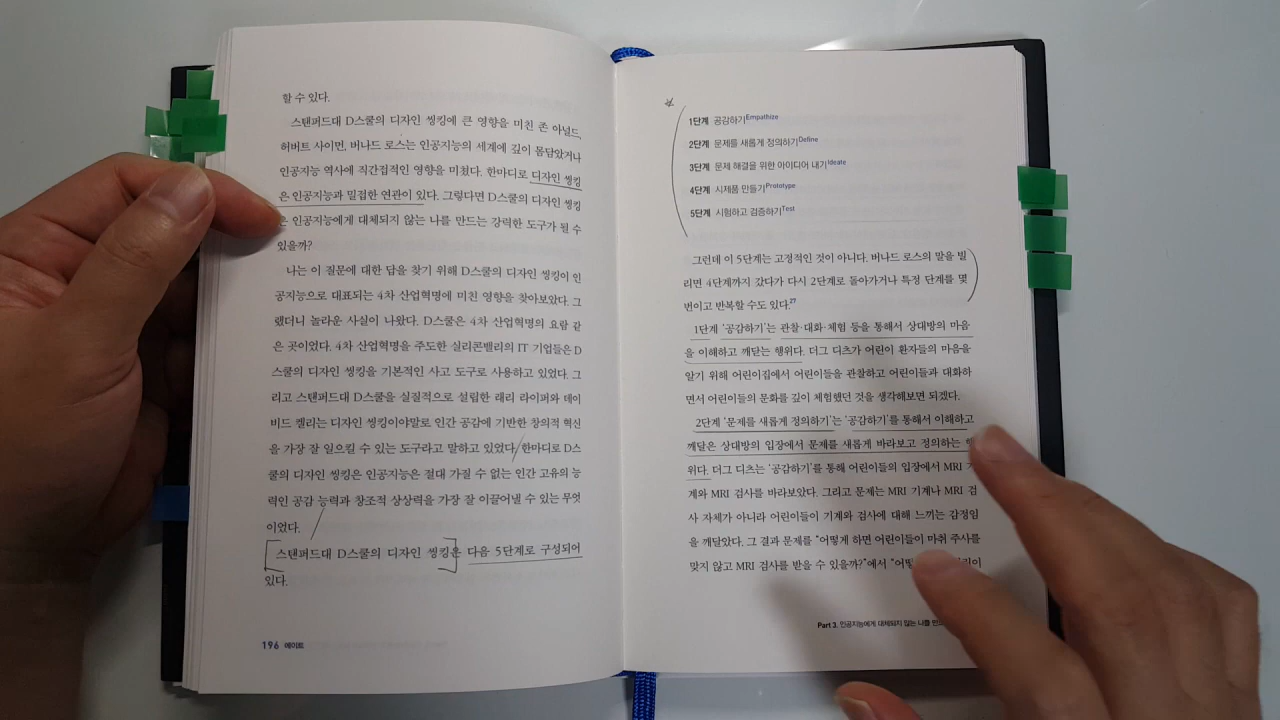 할 수 있다.
스탠퍼드대 D스쿨의 디자인 씽킹에 큰 영향을 미친 존 아널드,
허버트 사이먼, 버나드 로스는 인공지능의 세계에 깊이 몸담았거나
인공지능 역사에 직간접적인 영향을 미쳤다. 한마디로 디자인 씽킹
은 인공지능과 밀접한 연관이 있다. 그렇다면 D스쿨의 디자인 씽킹
은 인공지능에게 대체되지 않는 나를 만드는 강력한 도구가 될 수
있을까?
나는 이 질문에 대한 답을 찾기 위해 D스쿨의 디자인 씽킹이 인
공지능으로 대표되는 4차 산업혁명에 미친 영향을 찾아보았다. 그
랬더니 놀라운 사실이 나왔다. D스쿨은 4차 산업혁명의 요람 같
은 곳이었다. 4차 산업혁명을 주도한 실리콘밸리의 IT 기업들은 D
스쿨의 디자인 씽킹을 기본적인 사고 도구로 사용하고 있었다. 그
리고 스탠퍼드대 D스쿨을 실질적으로 설립한 래리 라이퍼와 데이
비드 켈리는 디자인 씽킹이야말로 인간 공감에 기반한 창의적 혁신
을 가장 잘 일으킬 수 있는 도구라고 말하고 있었다. 한마디로 D스
쿨의 디자인 씽킹은 인공지능은 절대 가질 수 없는 인간 고유의 능
력인 공감 능력과 창조적 상상력을 가장 잘 이끌어낼 수 있는 무엇
이었다.
스탠퍼드대 D스쿨의 디자인 씽킹은 다음 5단계로 구성되어
있다.
196 에이트
1단계 공감하기Empathize
2단계 문제를 새롭게 정의하기Define
3단계 문제 해결을 위한 아이디어 내기Ideate
4단계 시제품 만들기Prototype
5단계 시험하고 검증하기Test
그런데 이 5단계는 고정적인 것이 아니다. 버나드 로스의 말을 빌
리면 4단계까지 갔다가 다시 2단계로 돌아가거나 특정 단계를 몇
번이고 반복할 수도 있다.27
1단계 '공감하기'는 관찰·대화·체험 등을 통해서 상대방의 마음
을 이해하고 깨닫는 행위다. 더그 디츠가 어린이 환자들의 마음을
알기 위해 어린이집에서 어린이들을 관찰하고 어린이들과 대화하
면서 어린이들의 문화를 깊이 체험했던 것을 생각해보면 되겠다.
2단계 '문제를 새롭게 정의하기'는 '공감하기'를 통해서 이해하고
깨달은 상대방의 입장에서 문제를 새롭게 바라보고 정의하는 행
위다. 더그 디츠는 '공감하기'를 통해 어린이들의 입장에서 MRI 기
계와 MRI 검사를 바라보았다. 그리고 문제는 MRI 기계나 MRI 검
사 자체가 아니라 어린이들이 기계와 검사에 대해 느끼는 감정임
을 깨달았다. 그 결과 문제를 "어떻게 하면 어린이들이 마취 주사를
맞지 않고 MRI 검사를 받을 수 있을까?"에서
Part 3. 인공지능에게 대체되지 않는 나를